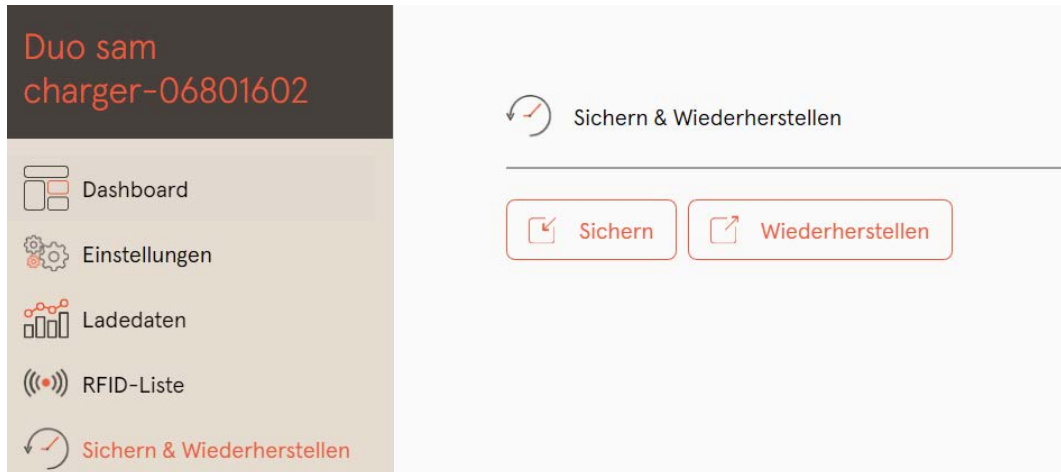 Duo sam
charger-06801602
Dashboard
Einstellungen
Ladedaten
RFID-Liste
Sichern & Wiederherstellen
Sichern & Wiederherstellen
Sichern
Wiederherstellen